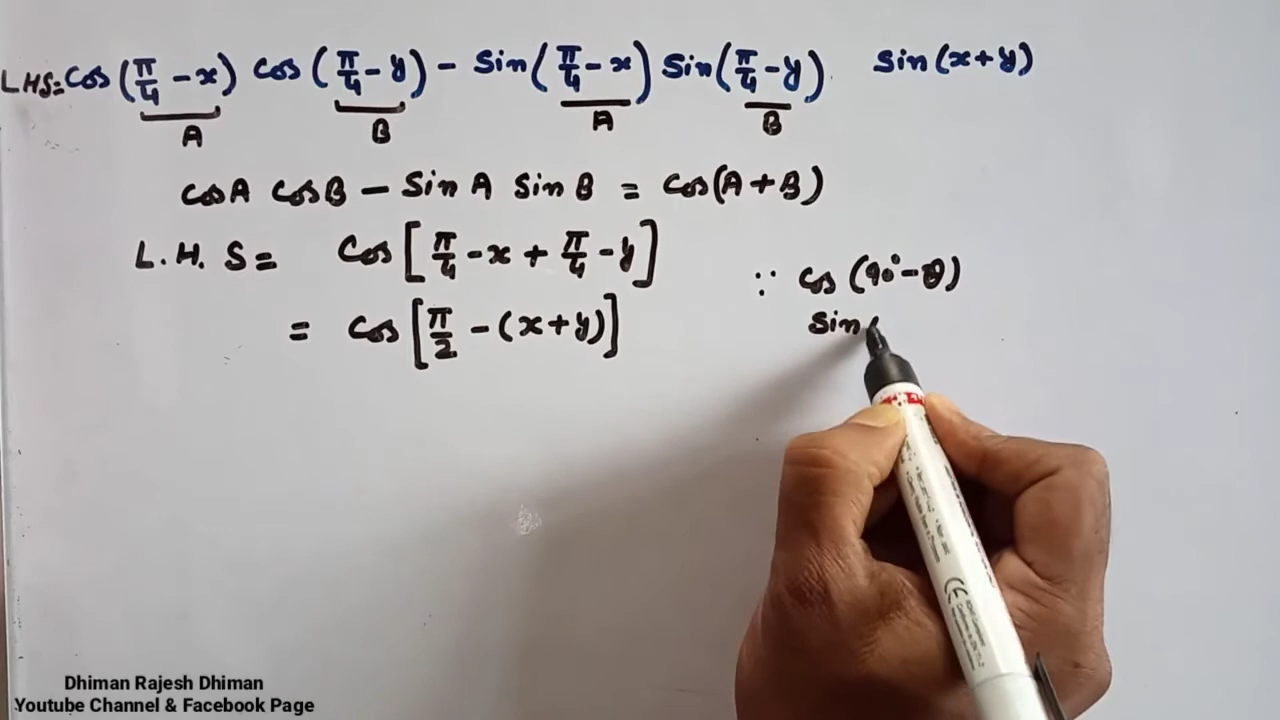 LHS = cos(π/4 - x) cos(π/4 - y) - sin(π/4 - x) sin(π/4 - y) sin(x + y)
A B A B
cosA cosB - sinA sinB = cos(A + B)
L.H.S = cos[π/4 - x + π/4 - y]
= cos[π/2 - (x + y)]
∵ cos(90° - θ)
sin
Dhiman Rajesh Dhiman
Youtube Channel & Facebook Page